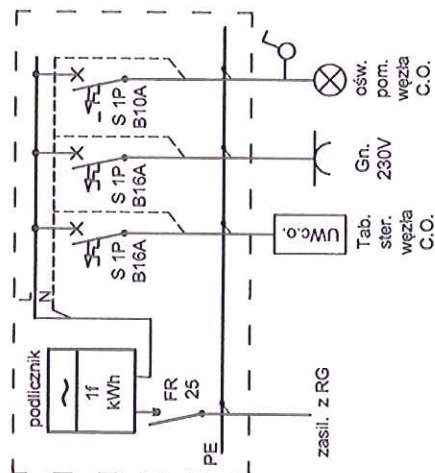 podlicznik
~
1f
kWh
L
N
FR
25
PE
zasil. z RG
S 1P
B16A
S 1P
B16A
S 1P
B10A
UWc.o.
Tab.
ster.
węzła
C.O.
Gn.
230V
ośw.
pom.
węzła
C.O.